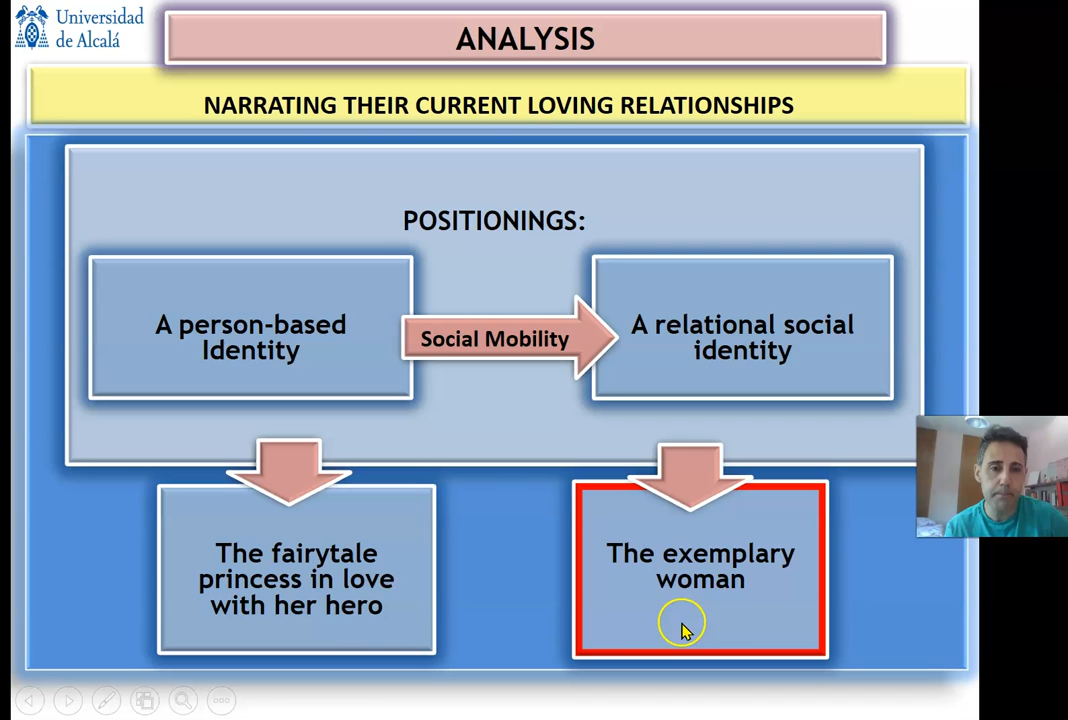 Universidad
de Alcalá
ANALYSIS
NARRATING THEIR CURRENT LOVING RELATIONSHIPS
POSITIONINGS:
A person-based
Identity
Social Mobility
A relational social
identity
The fairytale
princess in love
with her hero
The exemplary
woman